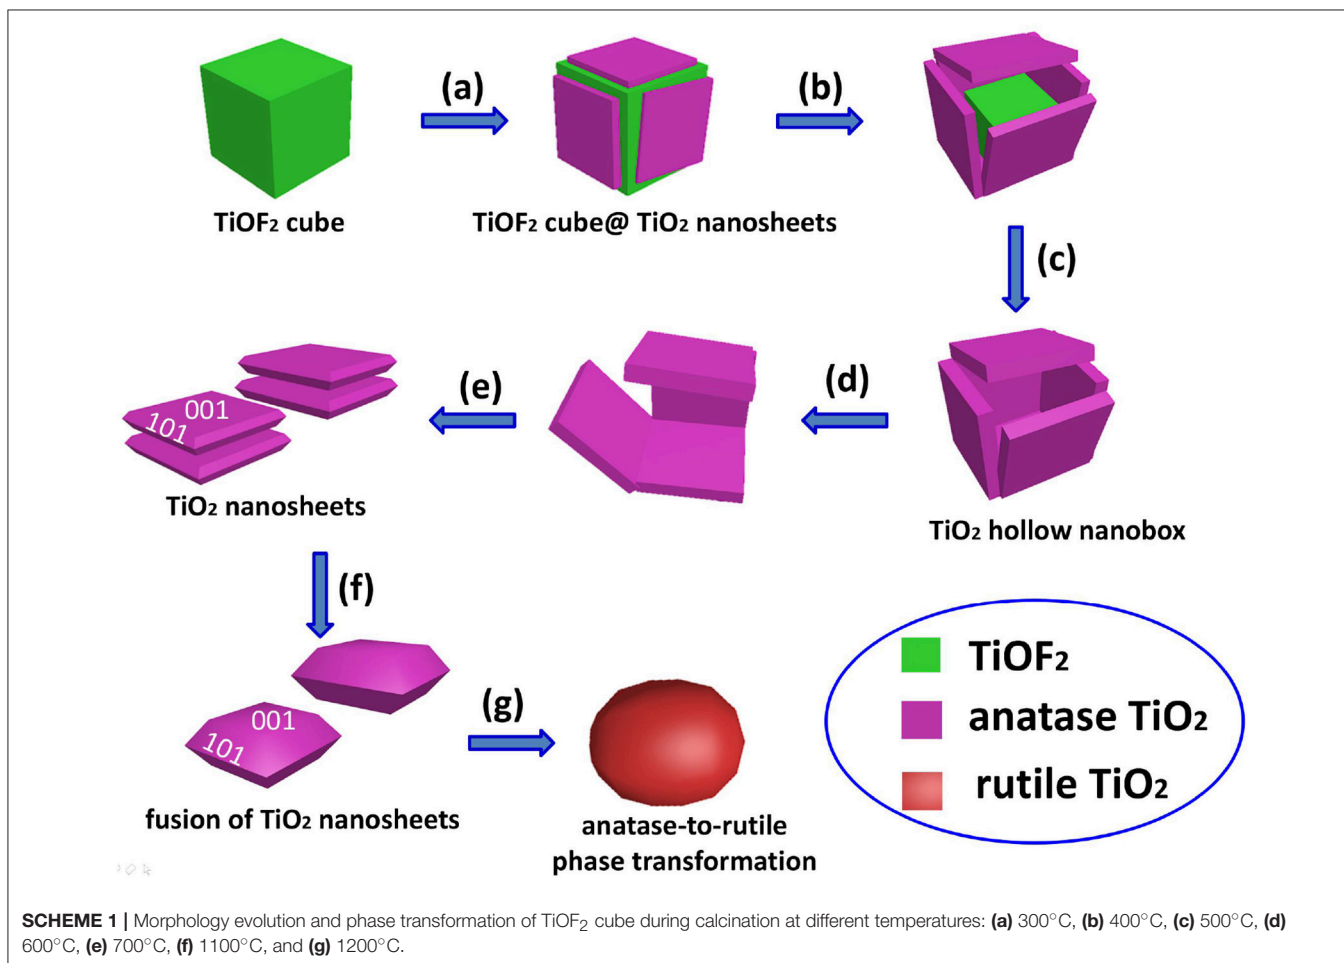 (a)
(b)
TiOF₂ cube
TiOF₂ cube@ TiO₂ nanosheets
(c)
(e)
(d)
001
101
TiO₂ nanosheets
TiO₂ hollow nanobox
(f)
TiOF₂
001
101
(g)
anatase TiO₂
rutile TiO₂
fusion of TiO₂ nanosheets
anatase-to-rutile
phase transformation
SCHEME 1 | Morphology evolution and phase transformation of TiOF₂ cube during calcination at different temperatures: (a) 300°C, (b) 400°C, (c) 500°C, (d)
600°C, (e) 700°C, (f) 1100°C, and (g) 1200°C.